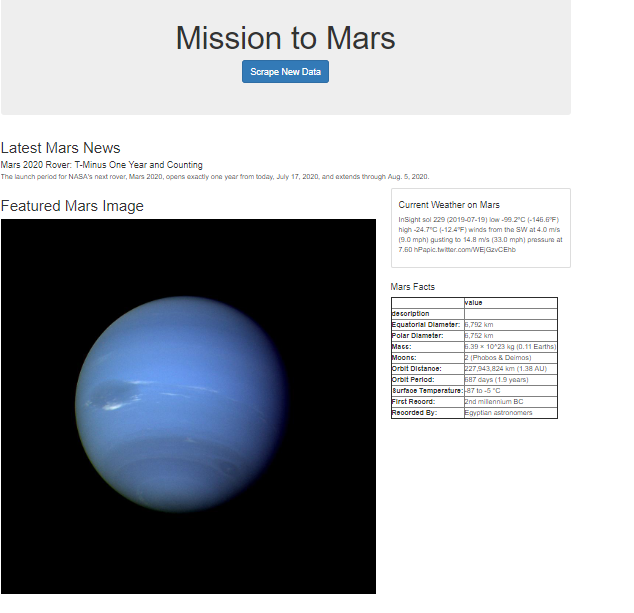 Mission to Mars
Scrape New Data
Latest Mars News
Mars 2020 Rover: T-Minus One Year and Counting
The launch period for NASA's next rover, Mars 2020, opens exactly one year from today, July 17, 2020, and extends through Aug. 5, 2020.
Featured Mars Image
Current Weather on Mars
InSight sol 229 (2019-07-19) low -99.2ºC (-146.6ºF)
high -24.7ºC (-12.4ºF) winds from the SW at 4.0 m/s
(9.0 mph) gusting to 14.8 m/s (33.0 mph) pressure at
7.60 hPapic.twitter.com/WEjGzvCEhb
Mars Facts
value
description
Equatorial Diameter: 6,792 km
Polar Diameter: 6,752 km
Mass: 6.39 × 10^23 kg (0.11 Earths)
Moons: 2 (Phobos & Deimos)
Orbit Distance: 227,943,824 km (1.38 AU)
Orbit Period: 687 days (1.9 years)
Surface Temperature: -87 to -5 °C
First Record: 2nd millennium BC
Recorded By: Egyptian astronomers